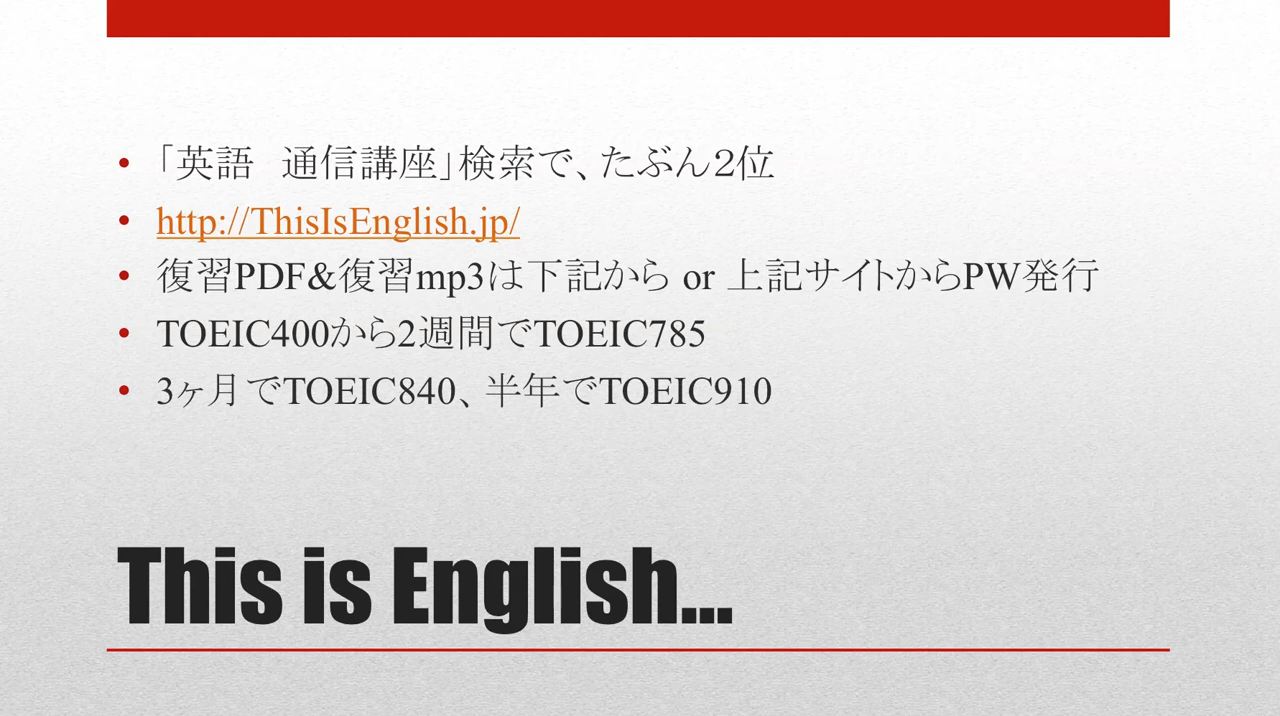 「英語　通信講座」検索で、たぶん２位
http://ThisIsEnglish.jp/
復習PDF&復習mp3は下記から or 上記サイトからPW発行
TOEIC400から2週間でTOEIC785
3ヶ月でTOEIC840、半年でTOEIC910
This is English…